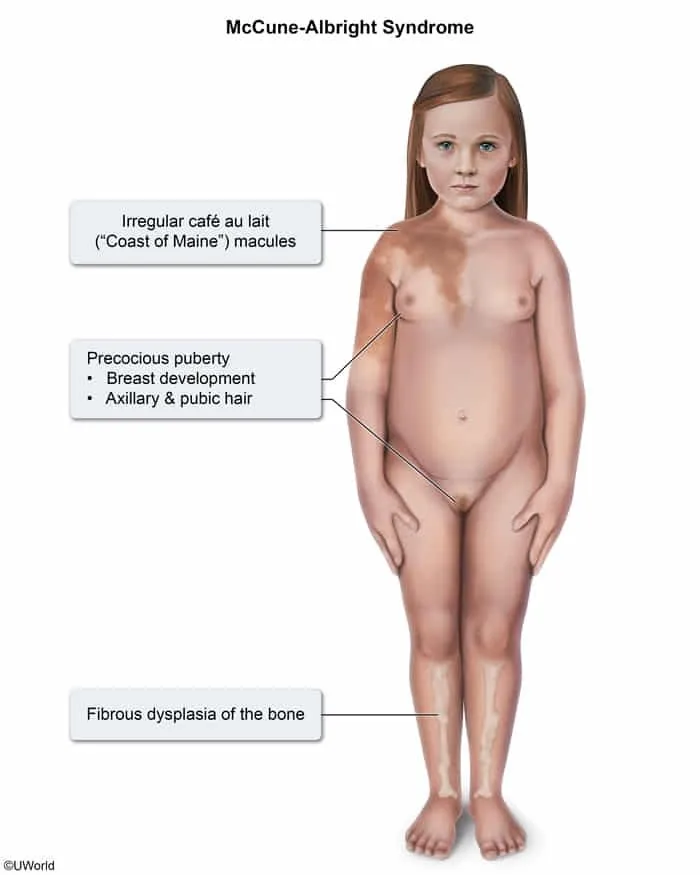 McCune-Albright Syndrome
Irregular café au lait
(“Coast of Maine”) macules
Precocious puberty
• Breast development
• Axillary & pubic hair
Fibrous dysplasia of the bone
©UWorld